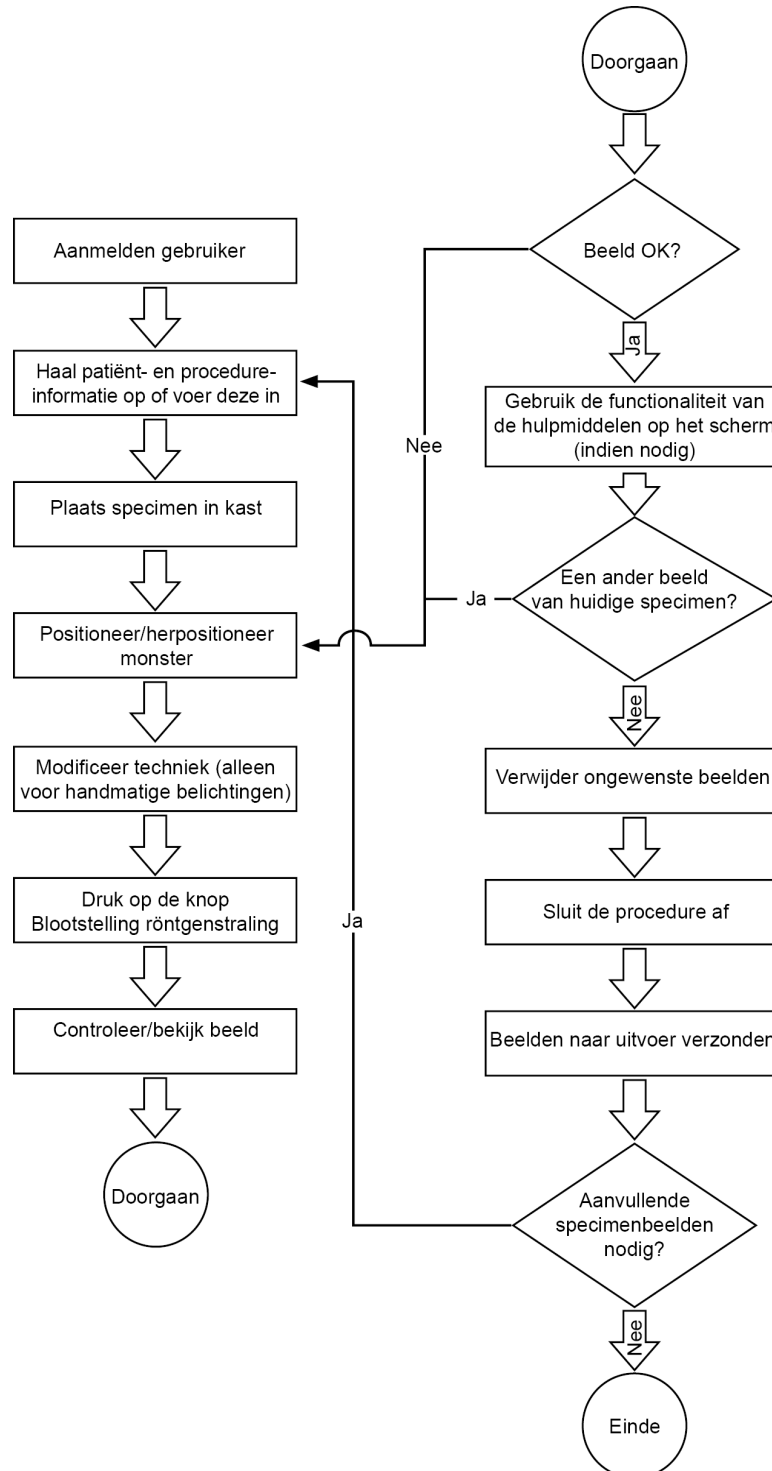 Aanmelden gebruiker
Haal patiënt- en procedure-
informatie op of voer deze in
Plaats specimen in kast
Positioneer/herpositioneer
monster
Modificeer techniek (alleen
voor handmatige belichtingen)
Druk op de knop
Blootstelling röntgenstraling
Controleer/bekijk beeld
Doorgaan
Doorgaan
Beeld OK?
Nee
Ja
Gebruik de functionaliteit van
de hulpmiddelen op het scherm
(indien nodig)
Een ander beeld
van huidige specimen?
Ja
Nee
Verwijder ongewenste beelden
Sluit de procedure af
Beelden naar uitvoer verzonden
Aanvullende
specimenbeelden
nodig?
Ja
Nee
Einde